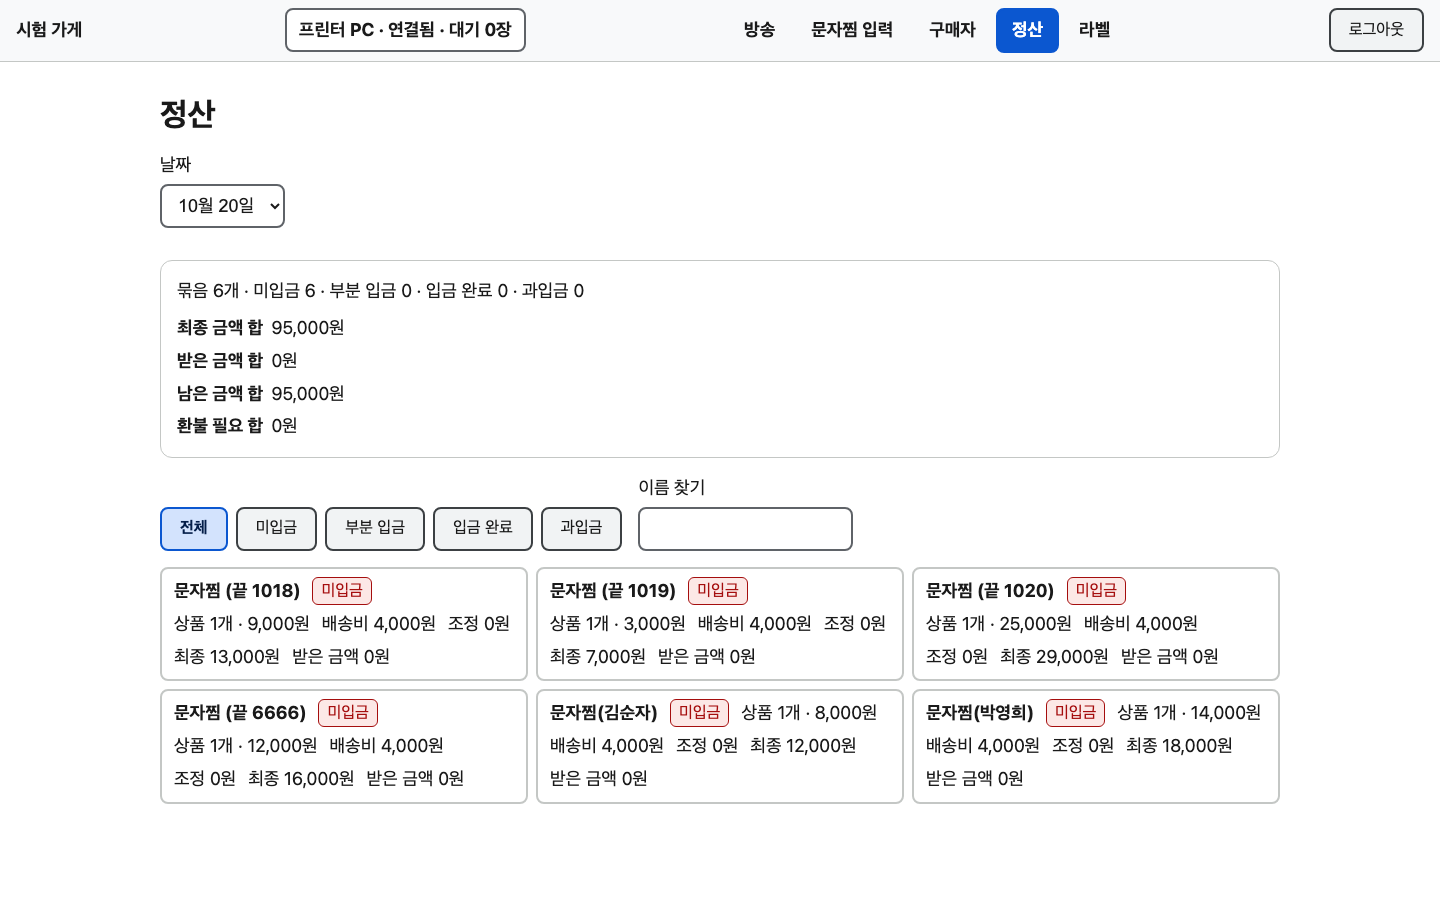 시험 가게
프린터 PC · 연결됨 · 대기 0장
방송
문자찜 입력
구매자
정산
라벨
로그아웃
정산
날짜
10월 20일
묶음 6개 · 미입금 6 · 부분 입금 0 · 입금 완료 0 · 과입금 0
최종 금액 합 95,000원
받은 금액 합 0원
남은 금액 합 95,000원
환불 필요 합 0원
이름 찾기
전체
미입금
부분 입금
입금 완료
과입금
문자찜 (끝 1018) 미입금
상품 1개 · 9,000원 배송비 4,000원 조정 0원
최종 13,000원 받은 금액 0원
문자찜 (끝 1019) 미입금
상품 1개 · 3,000원 배송비 4,000원 조정 0원
최종 7,000원 받은 금액 0원
문자찜 (끝 1020) 미입금
상품 1개 · 25,000원 배송비 4,000원
조정 0원 최종 29,000원 받은 금액 0원
문자찜 (끝 6666) 미입금
상품 1개 · 12,000원 배송비 4,000원
조정 0원 최종 16,000원 받은 금액 0원
문자찜(김순자) 미입금 상품 1개 · 8,000원
배송비 4,000원 조정 0원 최종 12,000원
받은 금액 0원
문자찜(박영희) 미입금 상품 1개 · 14,000원
배송비 4,000원 조정 0원 최종 18,000원
받은 금액 0원